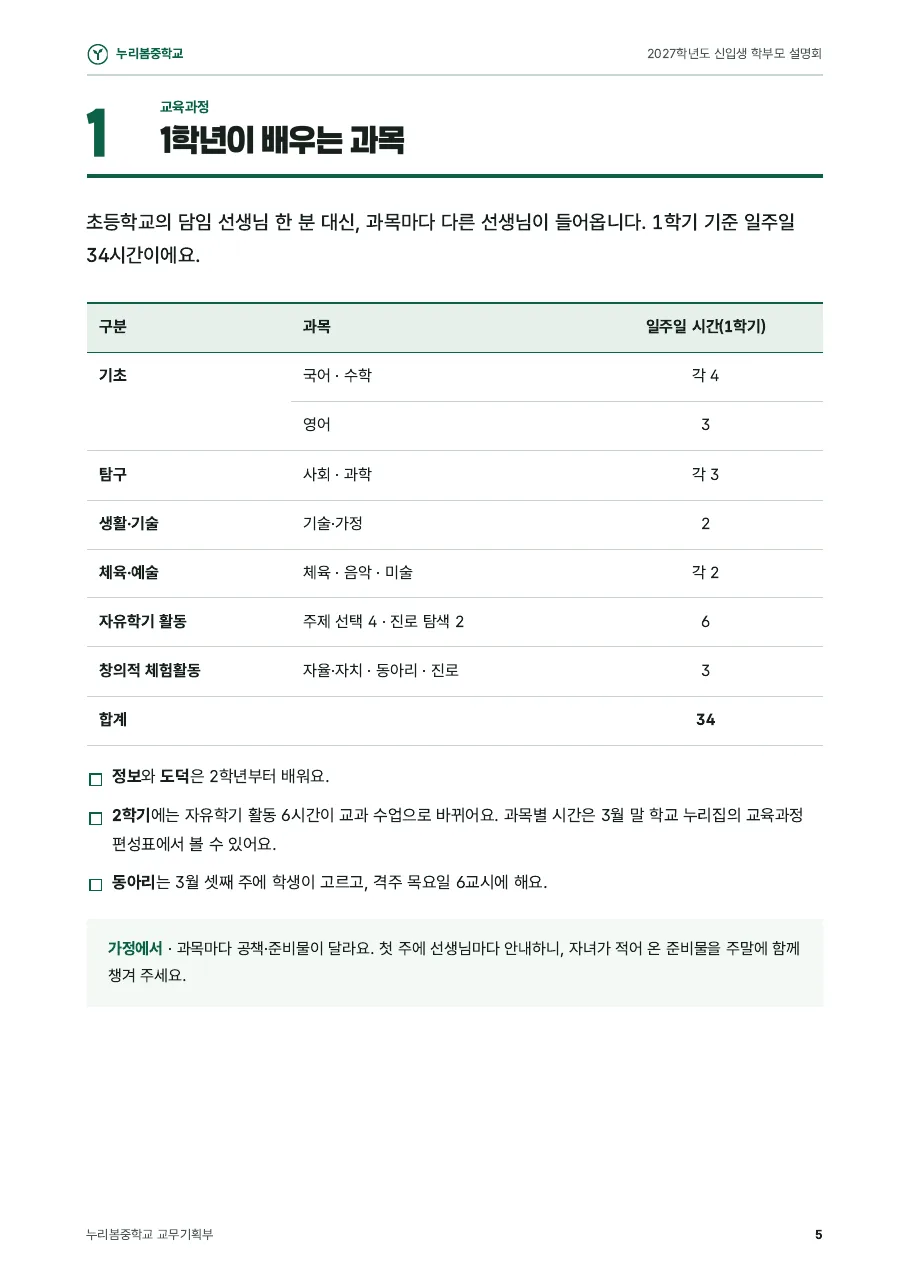 누리봄중학교
2027학년도 신입생 학부모 설명회
1
교육과정
1학년이 배우는 과목
초등학교의 담임 선생님 한 분 대신, 과목마다 다른 선생님이 들어옵니다. 1학기 기준 일주일
34시간이에요.
구분 과목 일주일 시간(1학기)
기초 국어 · 수학 각 4
영어 3
탐구 사회 · 과학 각 3
생활·기술 기술·가정 2
체육·예술 체육 · 음악 · 미술 각 2
자유학기 활동 주제 선택 4 · 진로 탐색 2 6
창의적 체험활동 자율·자치 · 동아리 · 진로 3
합계 34
정보와 도덕은 2학년부터 배워요.
2학기에는 자유학기 활동 6시간이 교과 수업으로 바뀌어요. 과목별 시간은 3월 말 학교 누리집의 교육과정
편성표에서 볼 수 있어요.
동아리는 3월 셋째 주에 학생이 고르고, 격주 목요일 6교시에 해요.
가정에서 · 과목마다 공책·준비물이 달라요. 첫 주에 선생님마다 안내하니, 자녀가 적어 온 준비물을 주말에 함께
챙겨 주세요.
누리봄중학교 교무기획부
5